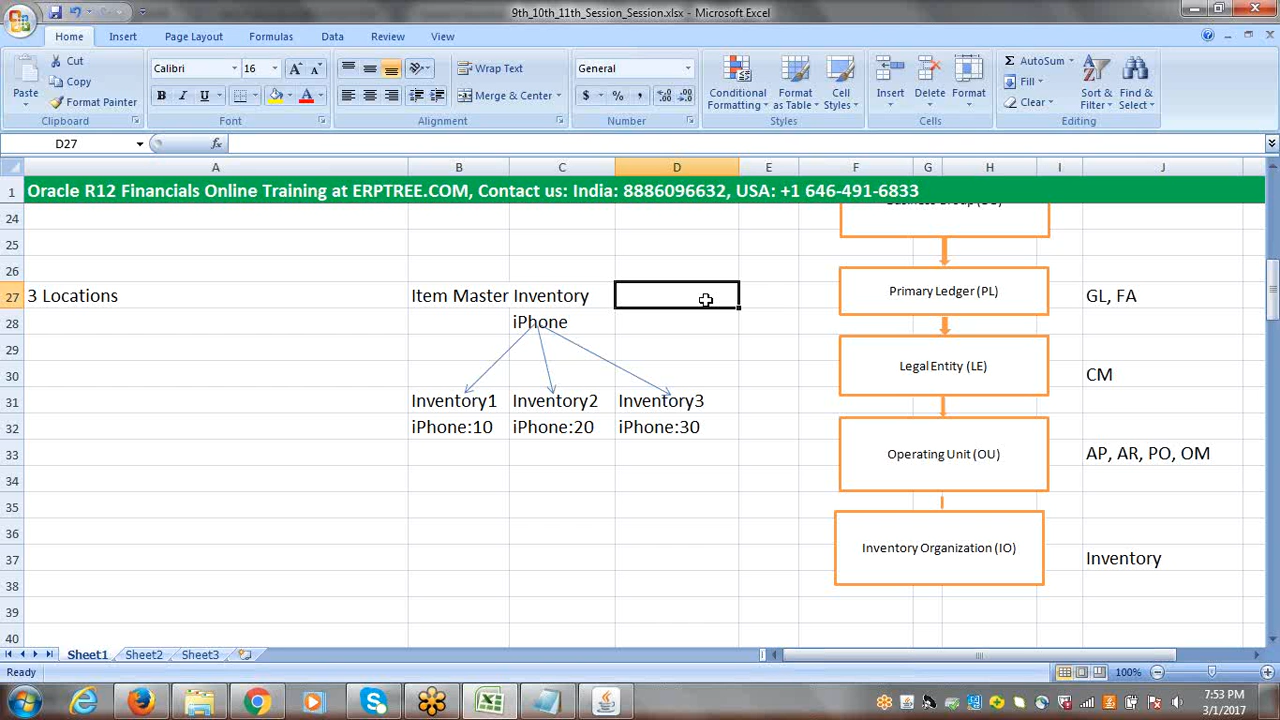 9th_10th_11th_Session_Session.xlsx - Microsoft Excel
Home Insert Page Layout Formulas Data Review View
Paste
Cut
Copy
Format Painter
Clipboard
Calibri 16
B I U
Font
Wrap Text
Merge & Center
Alignment
General
$ % ,
Number
Conditional Formatting
Format as Table
Cell Styles
Styles
Insert Delete Format
Cells
AutoSum
Fill
Clear
Sort & Filter
Find & Select
Editing
D27 fx
A B C D E F G H I J
1 Oracle R12 Financials Online Training at ERPTREE.COM, Contact us: India: 8886096632, USA: +1 646-491-6833
24
25
26
27 3 Locations Item Master Inventory
28 iPhone
29
30
31 Inventory1 Inventory2 Inventory3
32 iPhone:10 iPhone:20 iPhone:30
33
34
35
36
37
38
39
40
Primary Ledger (PL) GL, FA
Legal Entity (LE) CM
Operating Unit (OU) AP, AR, PO, OM
Inventory Organization (IO) Inventory
Sheet1 Sheet2 Sheet3
Ready 100%
7:53 PM
3/1/2017